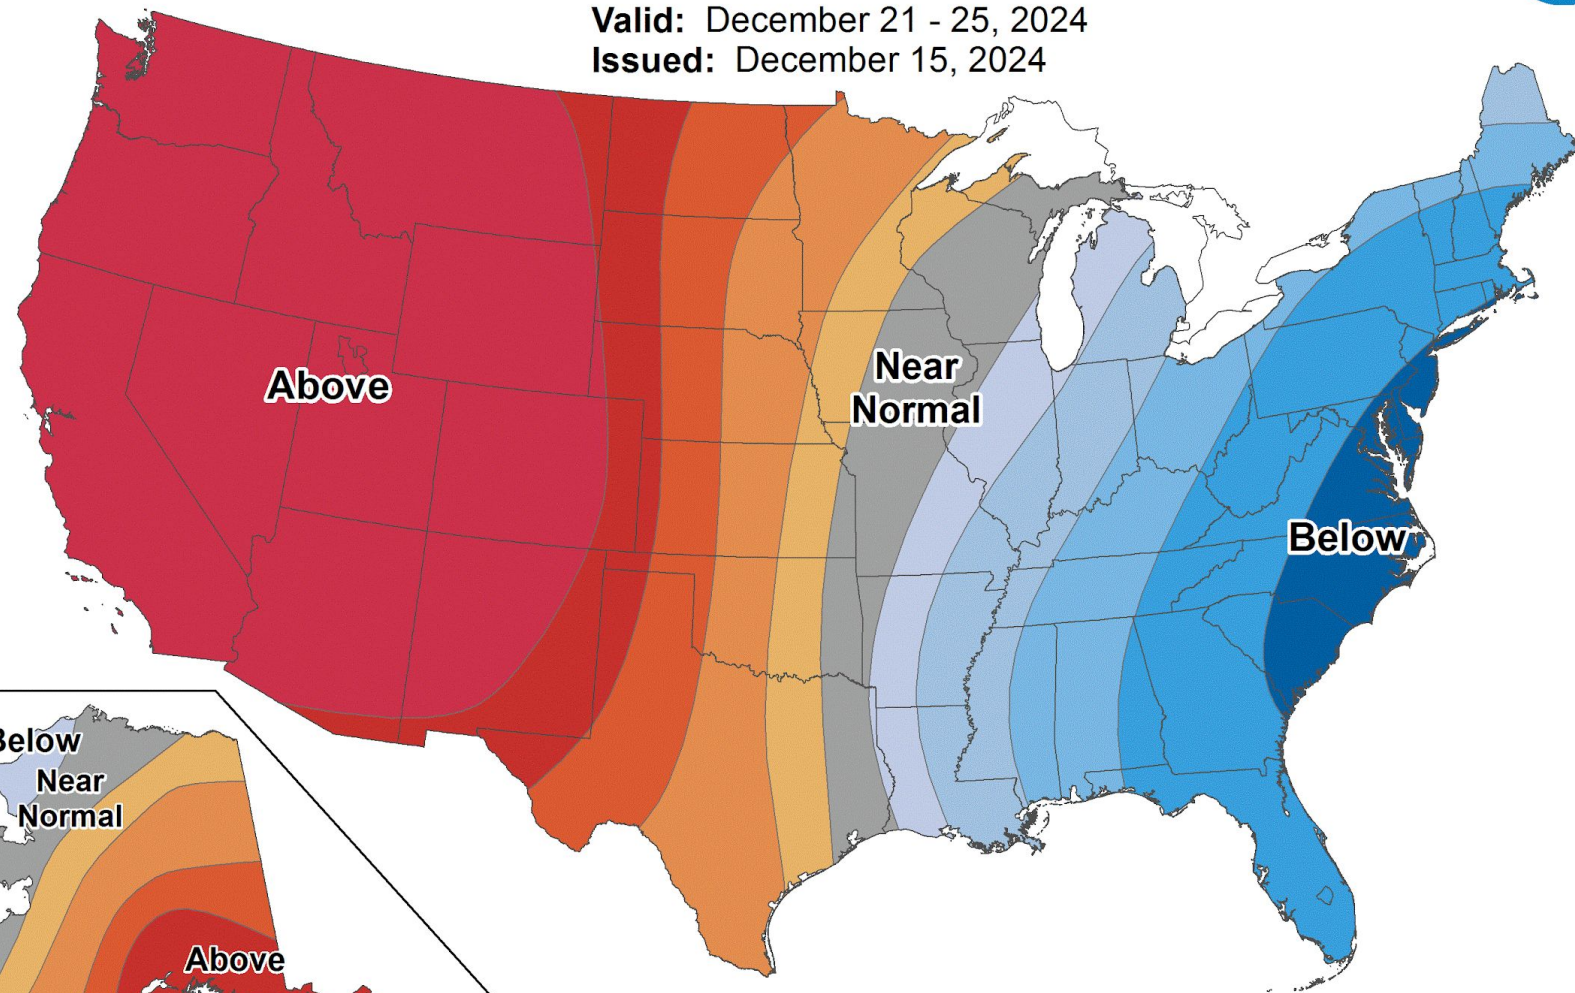 Valid: December 21 - 25, 2024
Issued: December 15, 2024
Above
Near
Normal
Below
Below
Near
Normal
Above